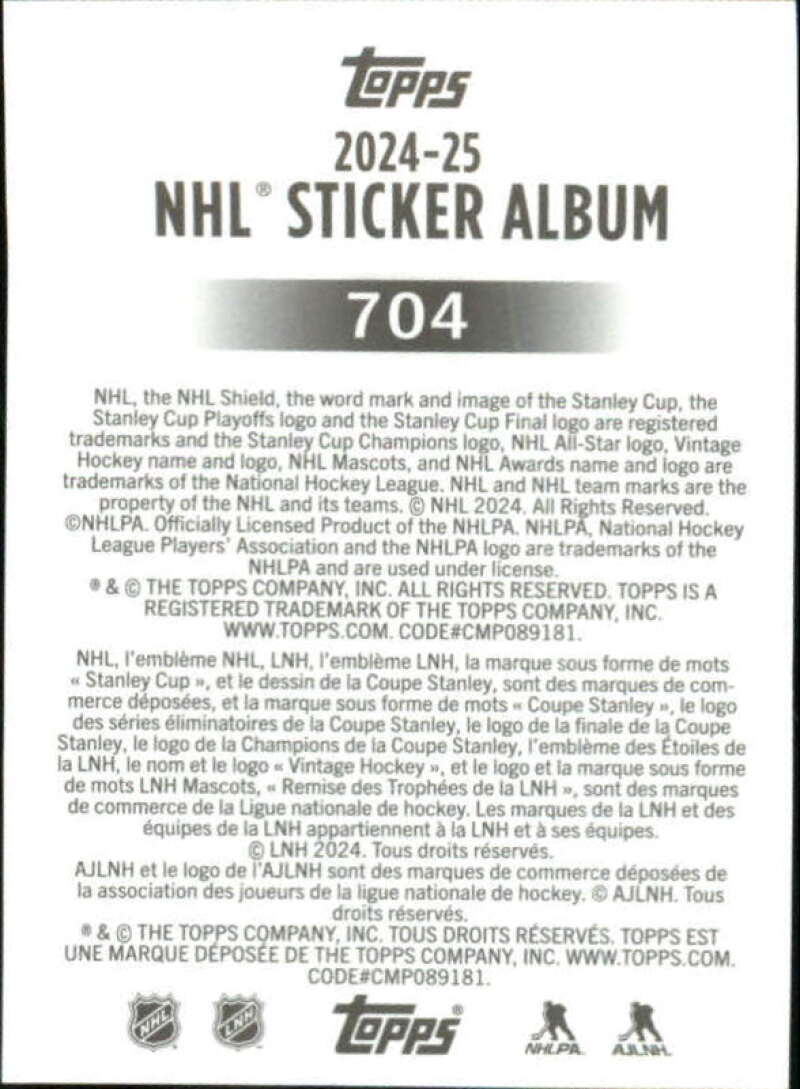 Topps
2024-25
NHL® STICKER ALBUM
704
NHL, the NHL Shield, the word mark and image of the Stanley Cup, the
Stanley Cup Playoffs logo and the Stanley Cup Final logo are registered
trademarks and the Stanley Cup Champions logo, NHL All-Star logo, Vintage
Hockey name and logo, NHL Mascots, and NHL Awards name and logo are
trademarks of the National Hockey League. NHL and NHL team marks are the
property of the NHL and its teams. © NHL 2024. All Rights Reserved.
©NHLPA. Officially Licensed Product of the NHLPA. NHLPA, National Hockey
League Players' Association and the NHLPA logo are trademarks of the
NHLPA and are used under license.
® & © THE TOPPS COMPANY, INC. ALL RIGHTS RESERVED. TOPPS IS A
REGISTERED TRADEMARK OF THE TOPPS COMPANY, INC.
WWW.TOPPS.COM. CODE#CMP089181.
NHL, l'emblème NHL, LNH, l'emblème LNH, la marque sous forme de mots
« Stanley Cup », et le dessin de la Coupe Stanley, sont des marques de com-
merce déposées, et la marque sous forme de mots « Coupe Stanley », le logo
des séries éliminatoires de la Coupe Stanley, le logo de la finale de la Coupe
Stanley, le logo de la Champions de la Coupe Stanley, l'emblème des Étoiles de
la LNH, le nom et le logo « Vintage Hockey », et le logo et la marque sous forme
de mots LNH Mascots, « Remise des Trophées de la LNH », sont des marques
de commerce de la Ligue nationale de hockey. Les marques de la LNH et des
équipes de la LNH appartiennent à la LNH et à ses équipes.
© LNH 2024. Tous droits réservés.
AJLNH et le logo de l'AJLNH sont des marques de commerce déposées de
la association des joueurs de la ligue nationale de hockey. © AJLNH. Tous
droits réservés.
® & © THE TOPPS COMPANY, INC. TOUS DROITS RÉSERVÉS. TOPPS EST
UNE MARQUE DÉPOSÉE DE THE TOPPS COMPANY, INC. WWW.TOPPS.COM.
CODE#CMP089181.
NHL LNH Topps® NHLPA AJLNH